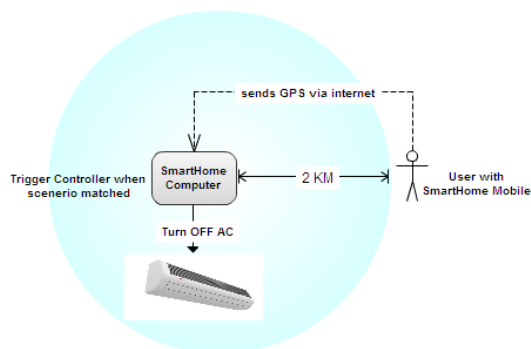 sends GPS via internet
SmartHome
Computer
Trigger Controller when
scenerio matched
2 KM
User with
SmartHome Mobile
Turn OFF AC